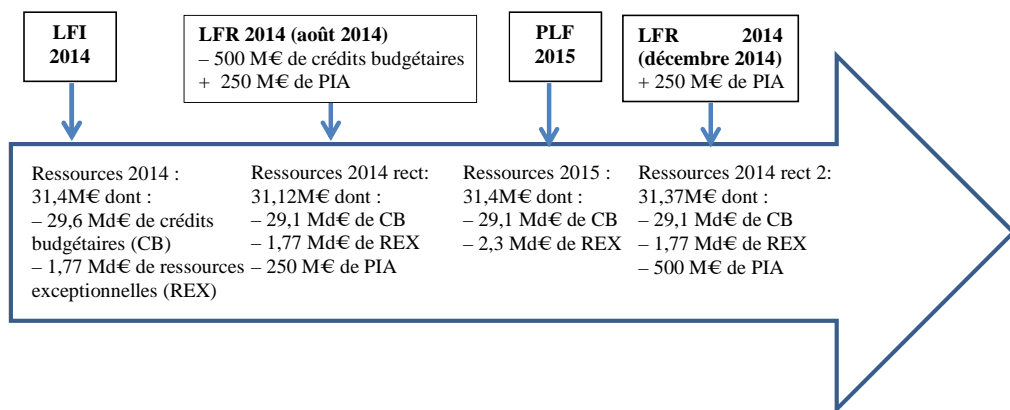 LFI
2014
LFR 2014 (août 2014)
– 500 M€ de crédits budgétaires
+ 250 M€ de PIA
PLF
2015
LFR 2014
(décembre 2014)
+ 250 M€ de PIA
Ressources 2014 :
31,4M€ dont :
– 29,6 Md€ de crédits
budgétaires (CB)
– 1,77 Md€ de ressources
exceptionnelles (REX)
Ressources 2014 rect:
31,12M€ dont :
– 29,1 Md€ de CB
– 1,77 Md€ de REX
– 250 M€ de PIA
Ressources 2015 :
31,4M€ dont :
– 29,1 Md€ de CB
– 2,3 Md€ de REX
Ressources 2014 rect 2:
31,37M€ dont :
– 29,1 Md€ de CB
– 1,77 Md€ de REX
– 500 M€ de PIA